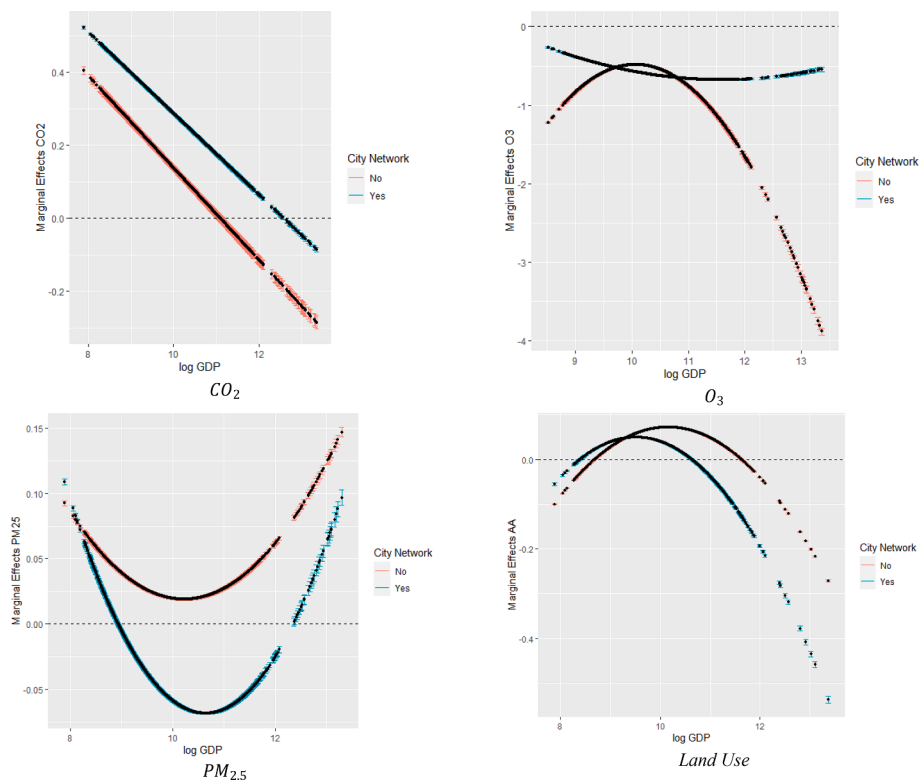 0.4
0.2
0.0
-0.2
Marginal Effects CO2
8
10
12
log GDP
City Network
No
Yes
CO2
0
-1
-2
-3
-4
Marginal Effects O3
9
10
11
12
13
log GDP
City Network
No
Yes
O3
0.15
0.10
0.05
0.00
-0.05
Marginal Effects PM25
8
10
12
log GDP
City Network
No
Yes
PM2.5
0.0
-0.2
-0.4
Marginal Effects AA
8
10
12
log GDP
City Network
No
Yes
Land Use